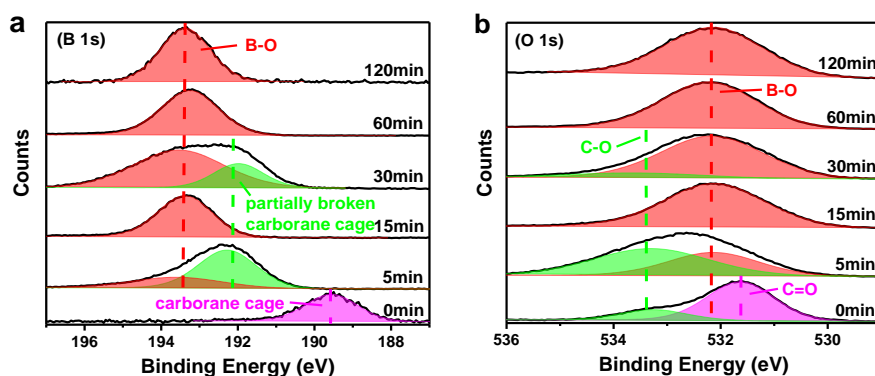 a
(B 1s)
B-O
120min
60min
30min
partially broken
carborane cage
15min
5min
carborane cage
0min
Counts
196
194
192
190
188
Binding Energy (eV)
b
(O 1s)
120min
B-O
60min
C-O
30min
15min
5min
C=O
0min
Counts
536
534
532
530
Binding Energy (eV)